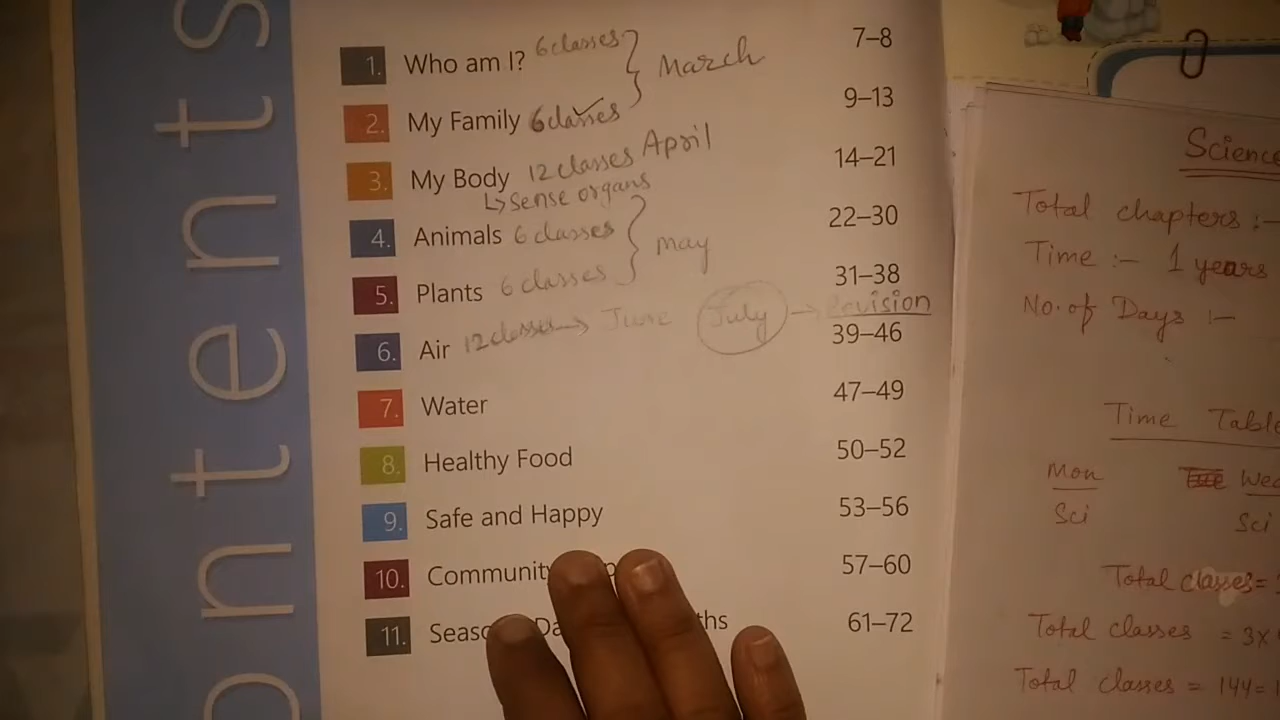 ontents
1. Who am I? 6 classes } March 7–8
2. My Family 6 classes 9–13
3. My Body 12 classes April 14–21
↳ Sense organs
4. Animals 6 classes } may 22–30
5. Plants 6 classes 31–38
6. Air 12 classes → June July → Revision 39–46
7. Water 47–49
8. Healthy Food 50–52
9. Safe and Happy 53–56
10. Community 57–60
11. 61–72
Science
Total chapters :-
Time :- 1 years
No. of Days :-
Time Table
Mon Wed
Sci Sci
Total classes =
Total classes = 3x
Total classes = 144 =